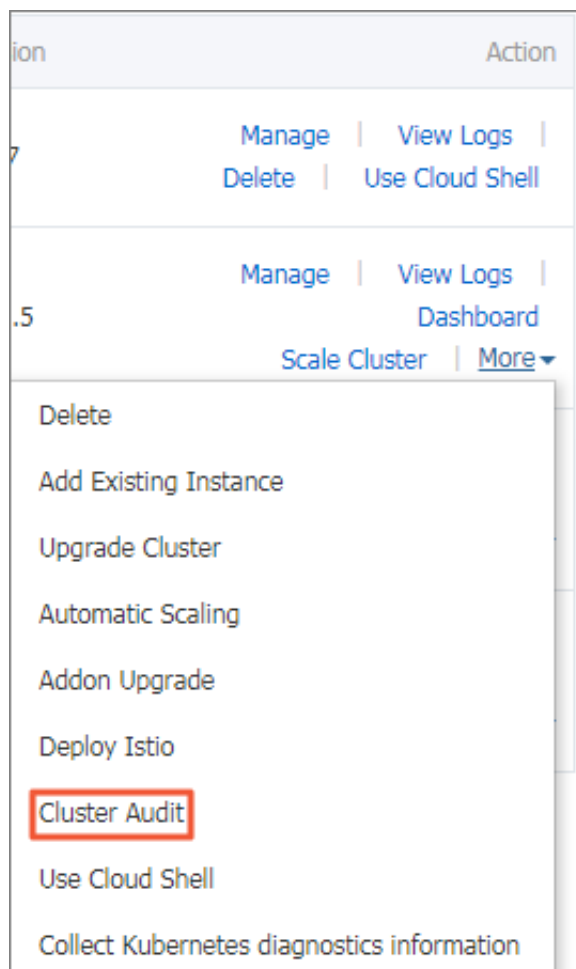 ion Action
7 Manage | View Logs |
Delete | Use Cloud Shell
Manage | View Logs |
.5 Dashboard
Scale Cluster | More
Delete
Add Existing Instance
Upgrade Cluster
Automatic Scaling
Addon Upgrade
Deploy Istio
Cluster Audit
Use Cloud Shell
Collect Kubernetes diagnostics information